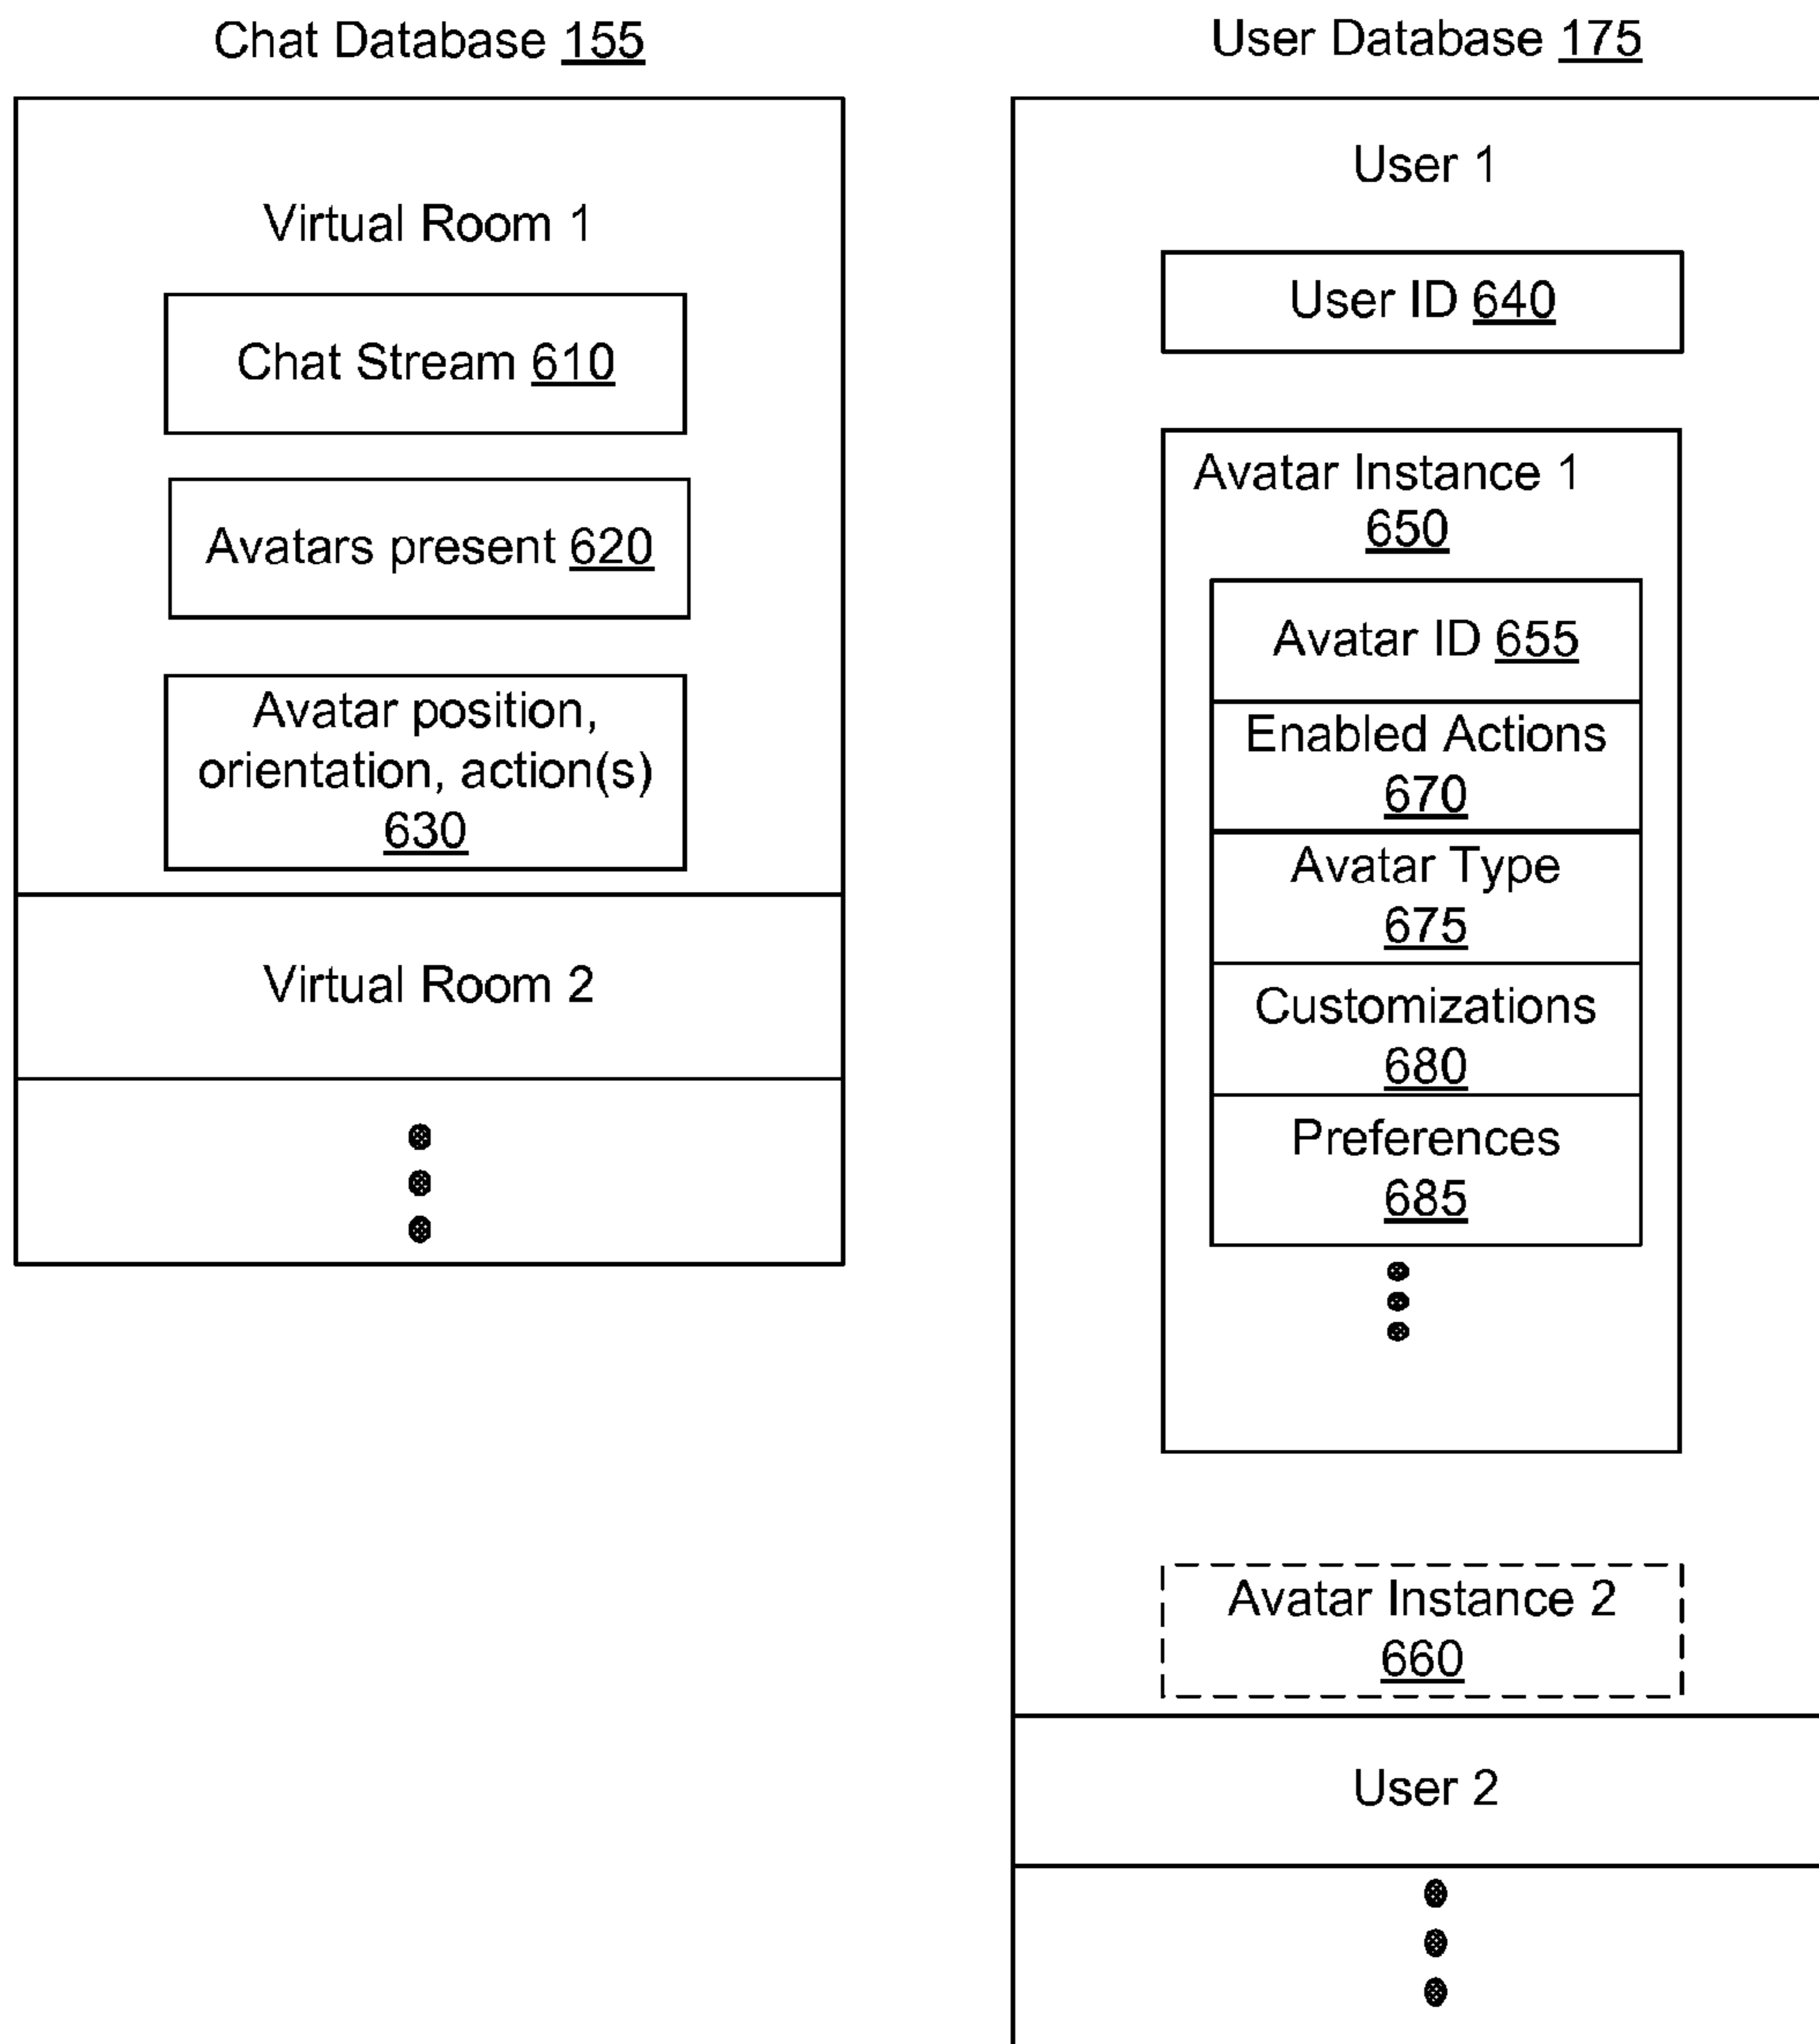 Chat Database 155
Virtual Room 1
Chat Stream 610
Avatars present 620
Avatar position,
orientation, action(s)
630
Virtual Room 2
User Database 175
User 1
User ID 640
Avatar Instance 1
650
Avatar ID 655
Enabled Actions
670
Avatar Type
675
Customizations
680
Preferences
685
Avatar Instance 2
660
User 2